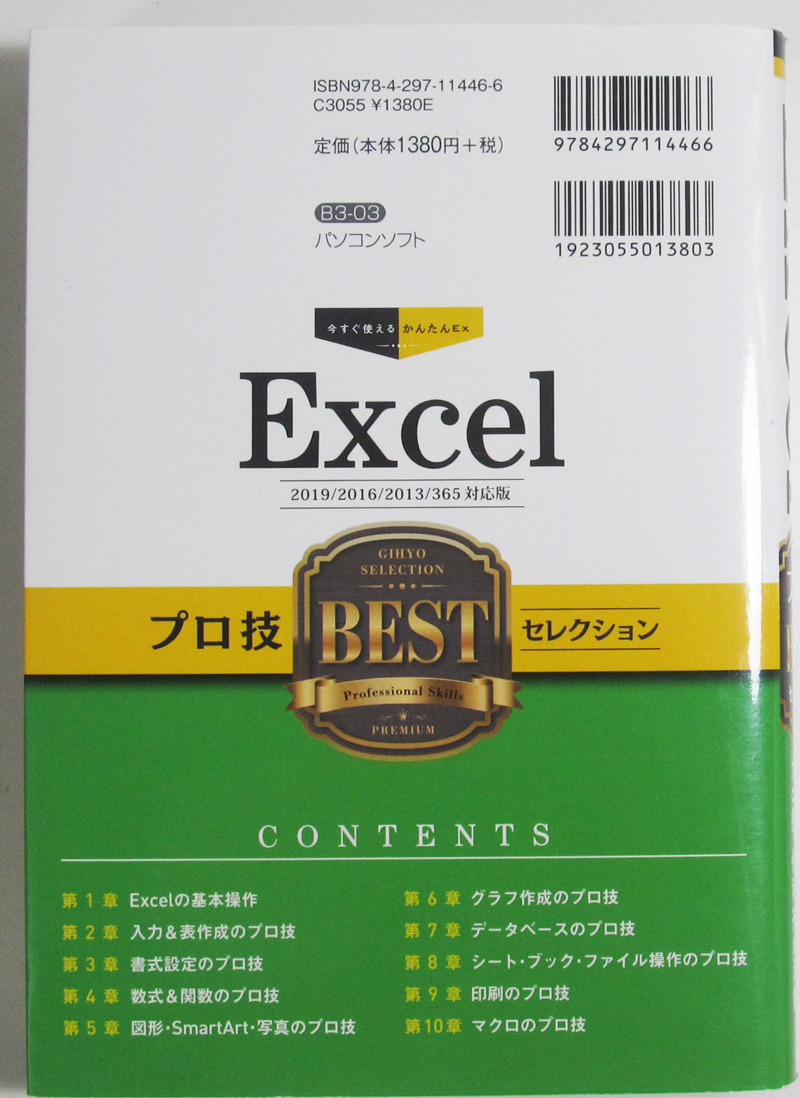 ISBN978-4-297-11446-6
C3055 ¥1380E
定価(本体1380円+税)
9784297114466
B3-03
パソコンソフト
1923055013803
今すぐ使えるかんたんEx
Excel
2019/2016/2013/365対応版
GIHYO
SELECTION
プロ技 BEST セレクション
Professional Skills
PREMIUM
CONTENTS
第1章 Excelの基本操作
第2章 入力&表作成のプロ技
第3章 書式設定のプロ技
第4章 数式&関数のプロ技
第5章 図形・SmartArt・写真のプロ技
第6章 グラフ作成のプロ技
第7章 データベースのプロ技
第8章 シート・ブック・ファイル操作のプロ技
第9章 印刷のプロ技
第10章 マクロのプロ技